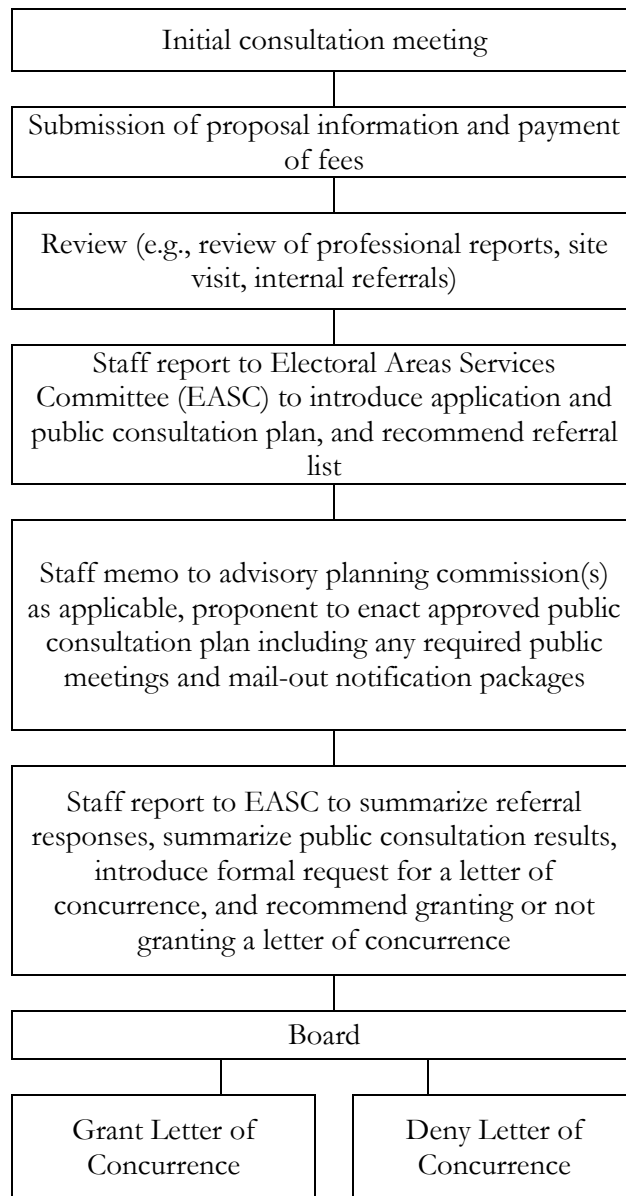 Initial consultation meeting
Submission of proposal information and payment
of fees
Review (e.g., review of professional reports, site
visit, internal referrals)
Staff report to Electoral Areas Services
Committee (EASC) to introduce application and
public consultation plan, and recommend referral
list
Staff memo to advisory planning commission(s)
as applicable, proponent to enact approved public
consultation plan including any required public
meetings and mail-out notification packages
Staff report to EASC to summarize referral
responses, summarize public consultation results,
introduce formal request for a letter of
concurrence, and recommend granting or not
granting a letter of concurrence
Board
Grant Letter of
Concurrence
Deny Letter of
Concurrence